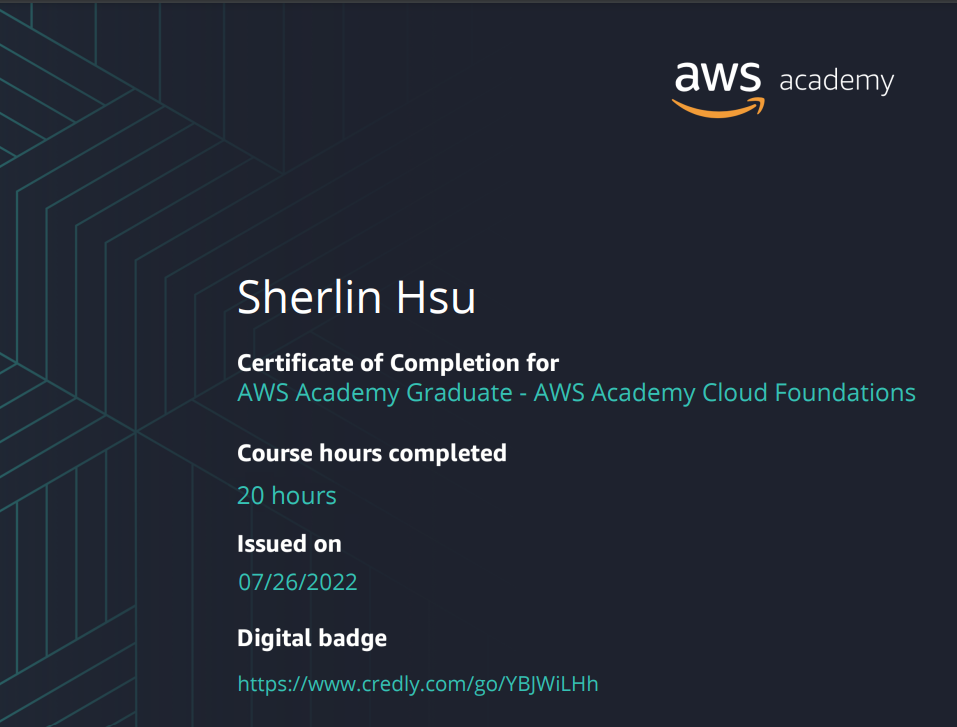 aws academy
Sherlin Hsu
Certificate of Completion for
AWS Academy Graduate - AWS Academy Cloud Foundations
Course hours completed
20 hours
Issued on
07/26/2022
Digital badge
https://www.credly.com/go/YBJWiLHh